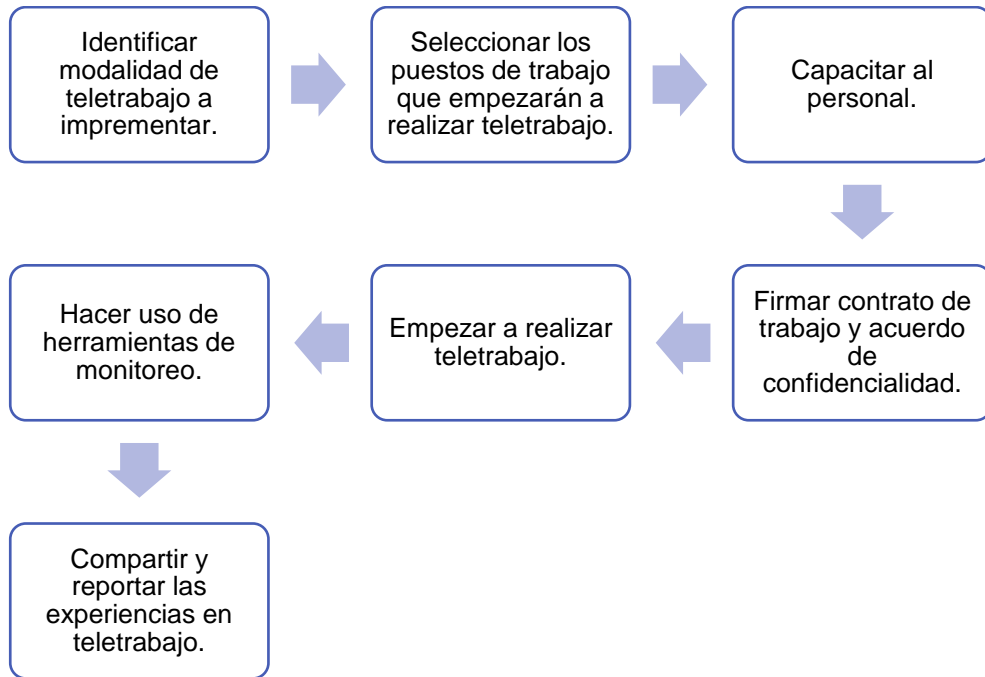 Identificar
modalidad de
teletrabajo a
imprementar.
Seleccionar los
puestos de trabajo
que empezarán a
realizar teletrabajo.
Capacitar al
personal.
Firmar contrato de
trabajo y acuerdo
de
confidencialidad.
Empezar a realizar
teletrabajo.
Hacer uso de
herramientas de
monitoreo.
Compartir y
reportar las
experiencias en
teletrabajo.